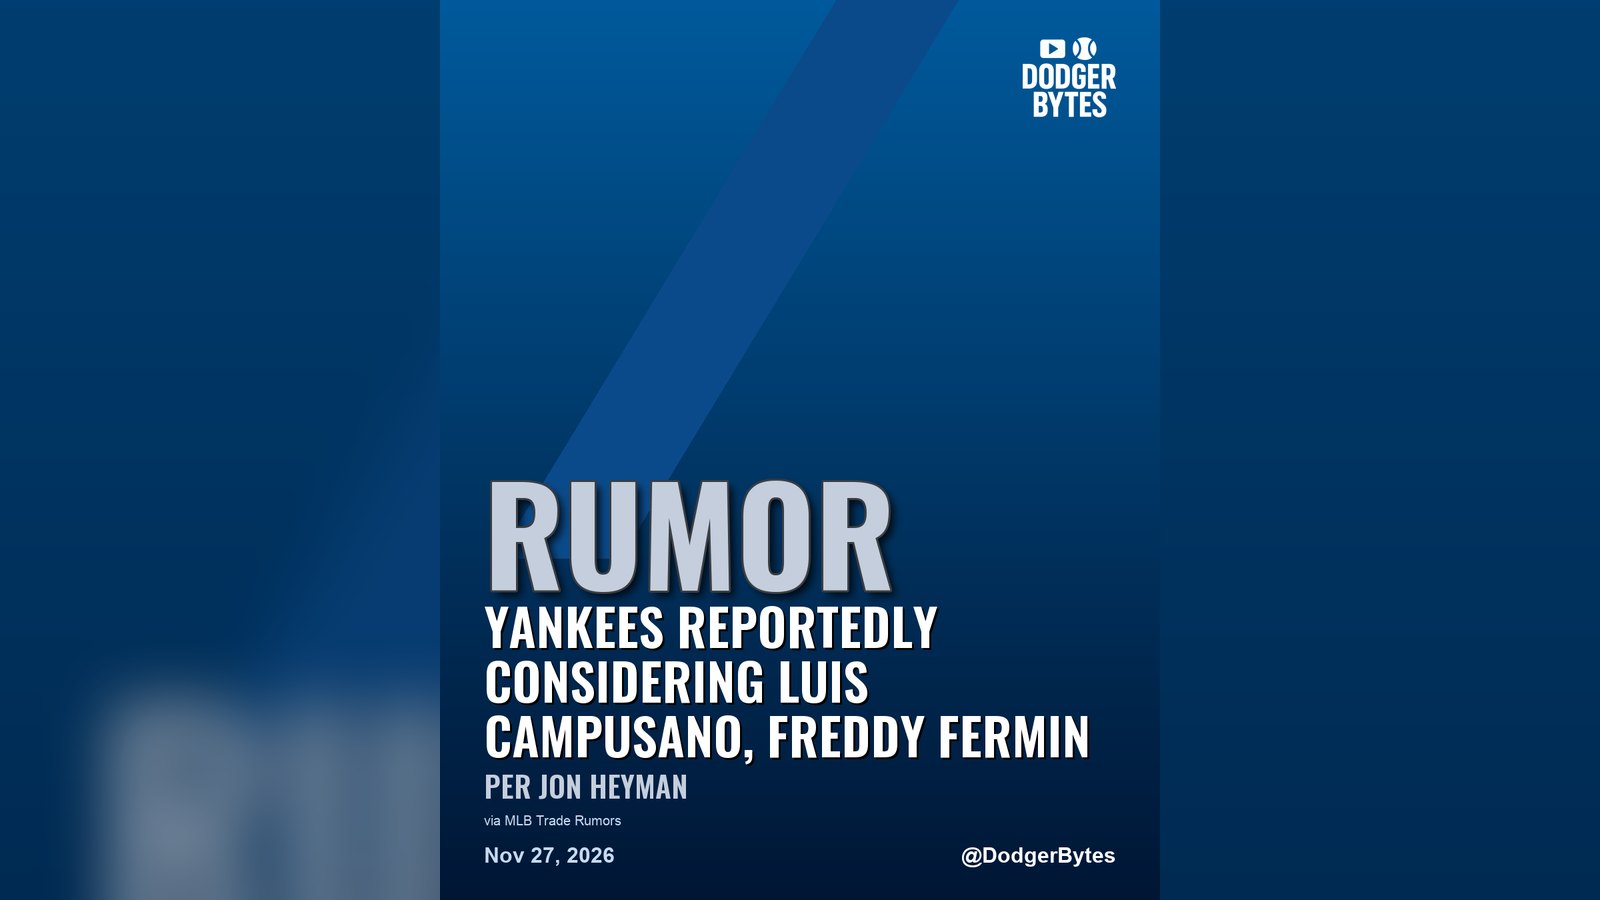 DODGER
BYTES
RUMOR
YANKEES REPORTEDLY
CONSIDERING LUIS
CAMPUSANO, FREDDY FERMIN
PER JON HEYMAN
via MLB Trade Rumors
Nov 27, 2026
@DodgerBytes